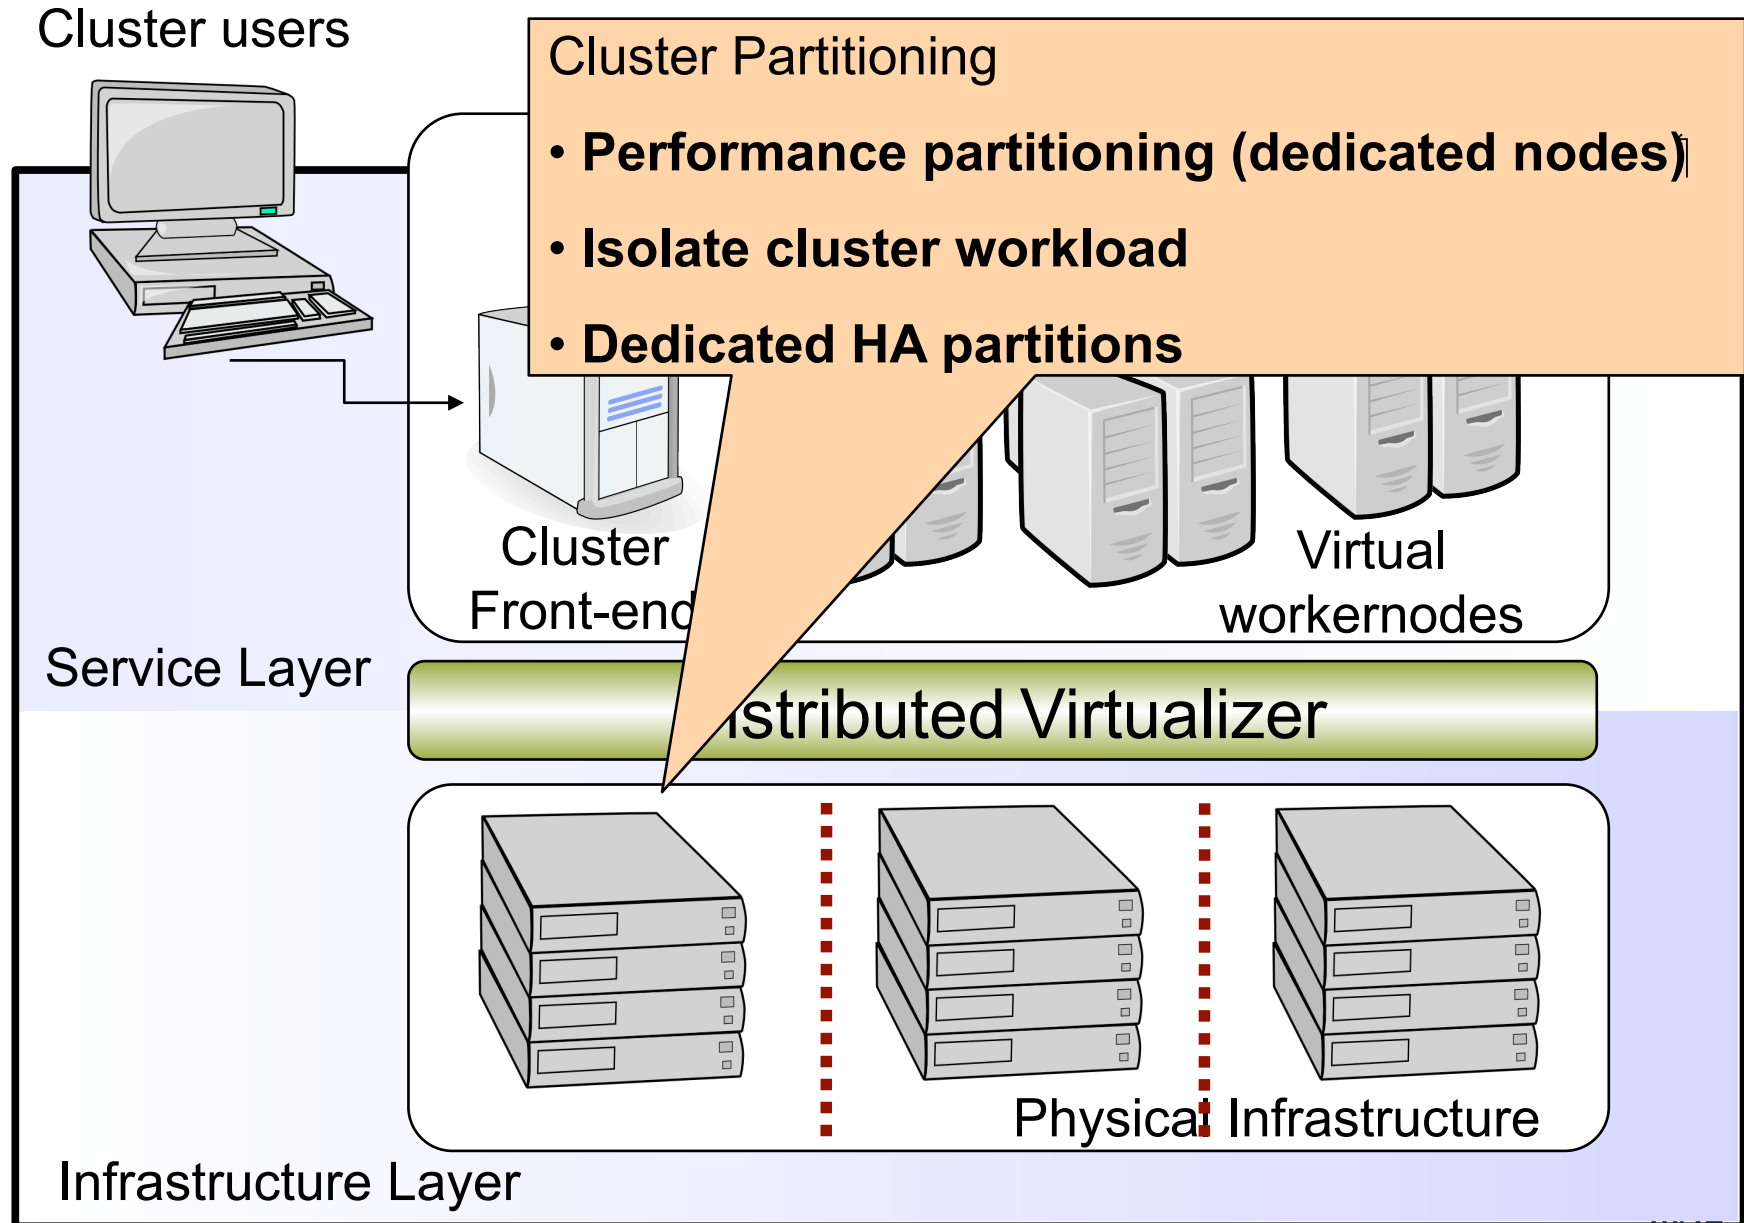 Cluster users
Cluster Partitioning
• Performance partitioning (dedicated nodes)
• Isolate cluster workload
• Dedicated HA partitions
Cluster
Front-end
Virtual
workernodes
Service Layer
istributed Virtualizer
Physical Infrastructure
Infrastructure Layer